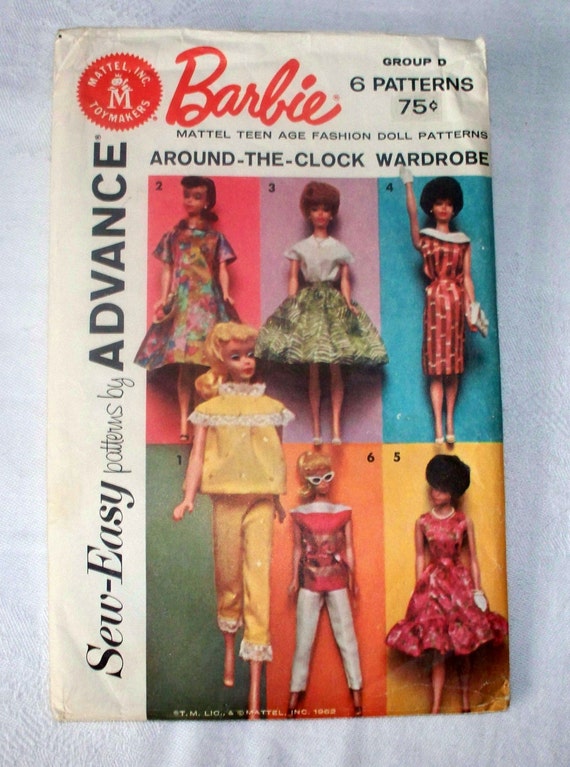 MATTEL, INC.
M
TOYMAKERS
Barbie®
GROUP D
6 PATTERNS
75¢
MATTEL TEEN AGE FASHION DOLL PATTERNS
AROUND-THE-CLOCK WARDROBE
Sew-Easy patterns by ADVANCE®
2
3
4
1
6
5
©T.M. LIC., & © MATTEL, INC. 1962